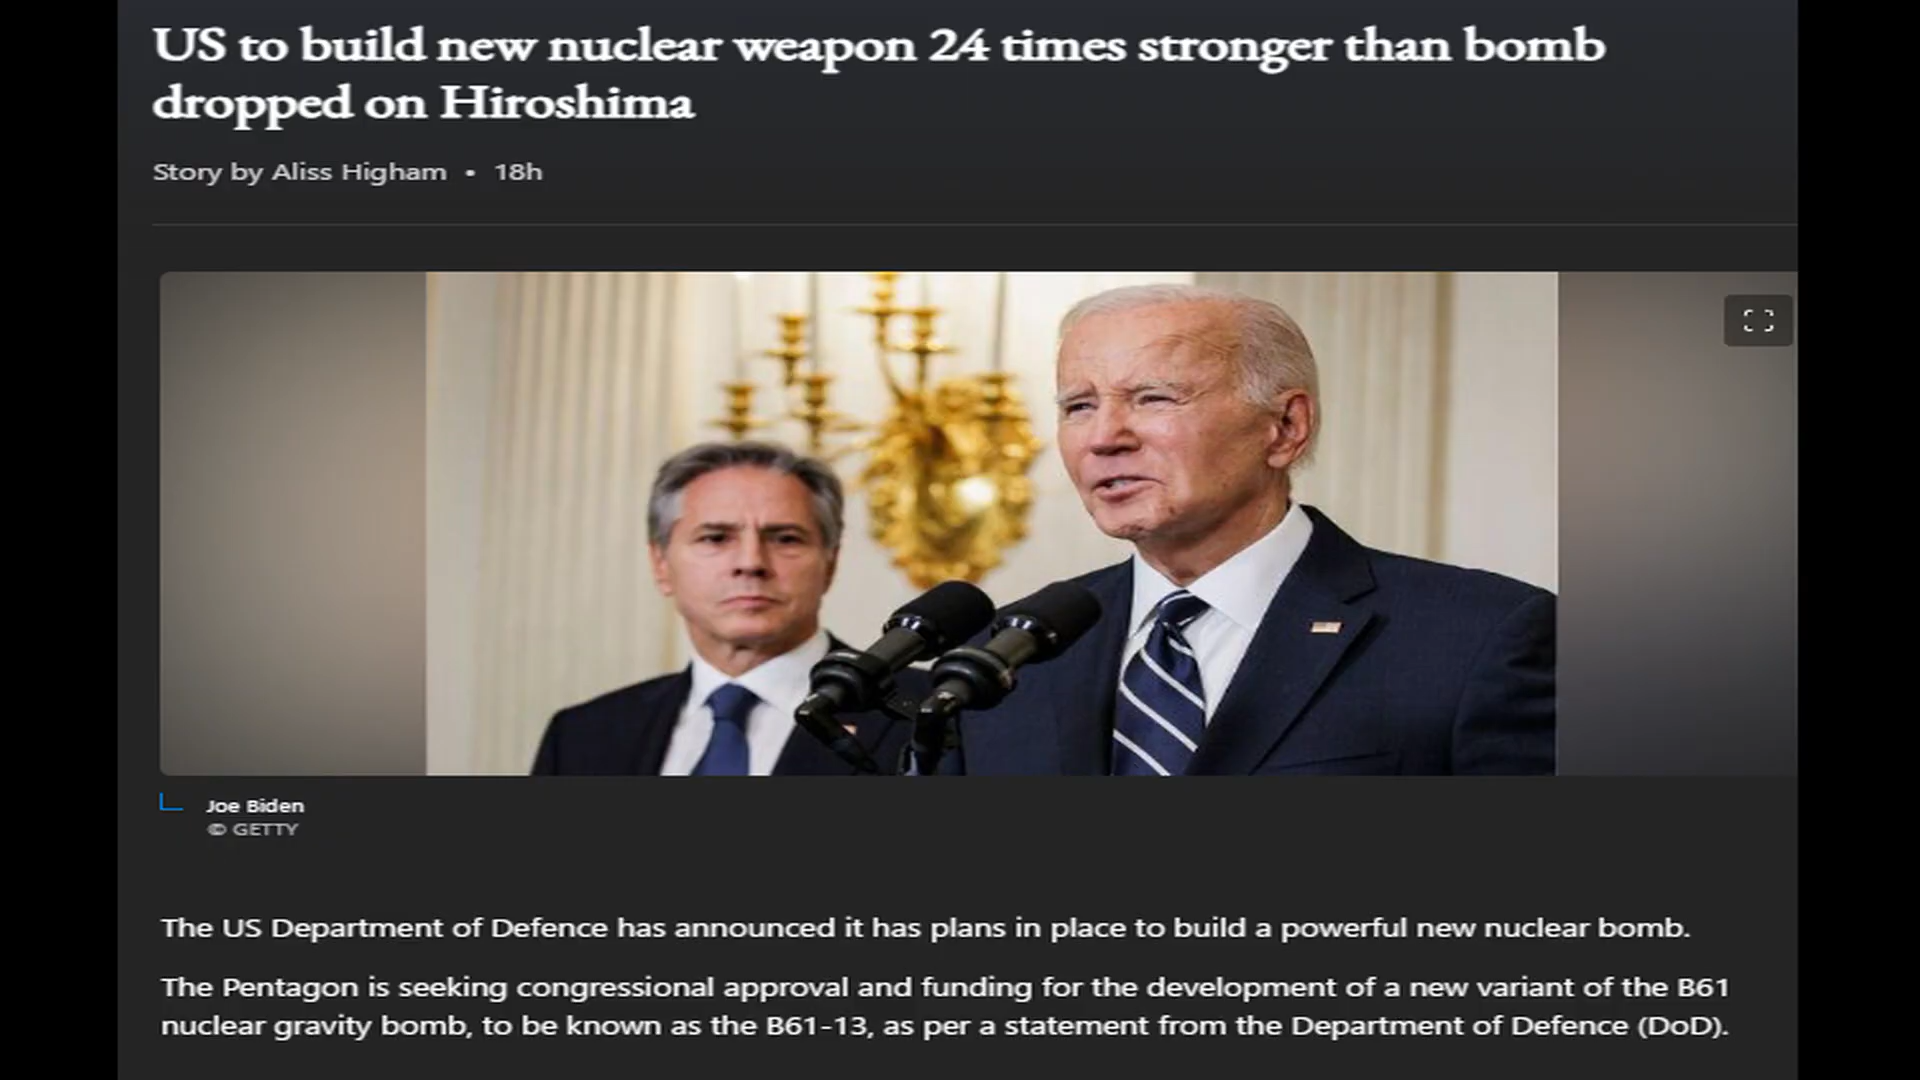 US to build new nuclear weapon 24 times stronger than bomb
dropped on Hiroshima
Story by Aliss Higham • 18h
Joe Biden
© GETTY
The US Department of Defence has announced it has plans in place to build a powerful new nuclear bomb.
The Pentagon is seeking congressional approval and funding for the development of a new variant of the B61
nuclear gravity bomb, to be known as the B61-13, as per a statement from the Department of Defence (DoD).